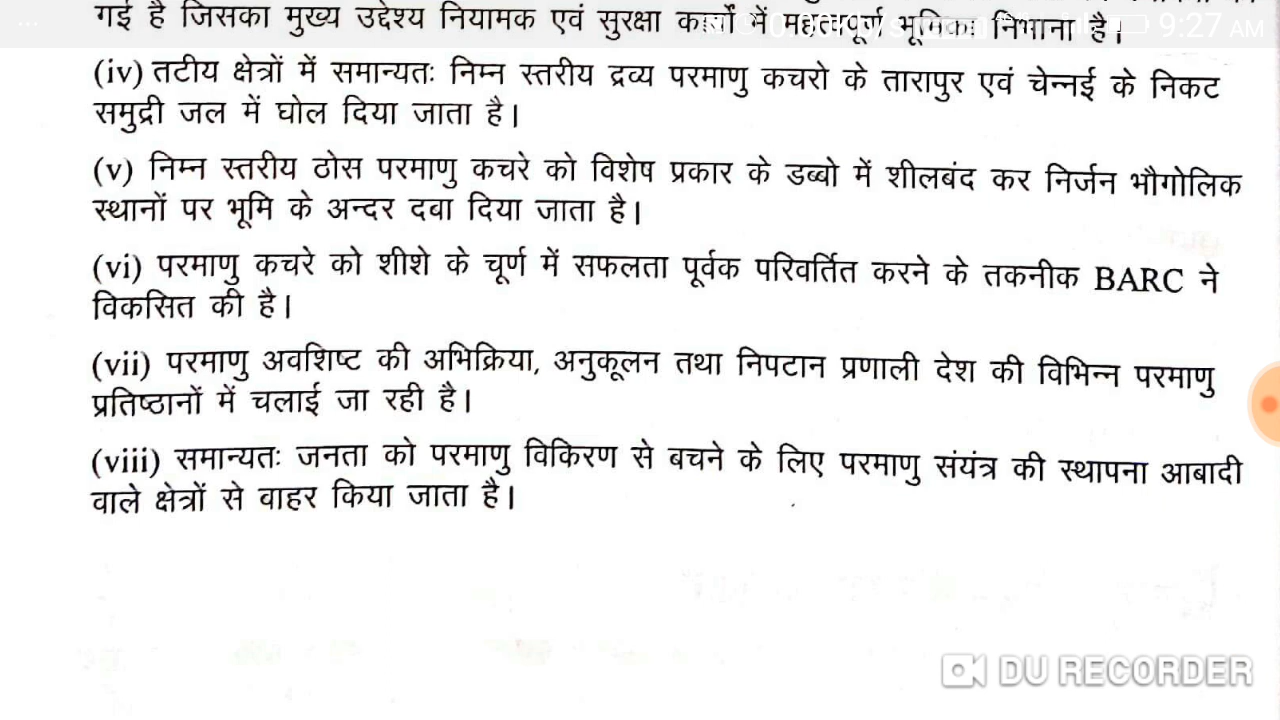 गई है जिसका मुख्य उद्देश्य नियामक एवं सुरक्षा कार्यों में महत्वपूर्ण भूमिका निभाना है।
9:27 AM
(iv) तटीय क्षेत्रों में समान्यतः निम्न स्तरीय द्रव्य परमाणु कचरो के तारापुर एवं चेन्नई के निकट
समुद्री जल में घोल दिया जाता है।
(v) निम्न स्तरीय ठोस परमाणु कचरे को विशेष प्रकार के डब्बो में शीलबंद कर निर्जन भौगोलिक
स्थानों पर भूमि के अन्दर दवा दिया जाता है।
(vi) परमाणु कचरे को शीशे के चूर्ण में सफलता पूर्वक परिवर्तित करने के तकनीक BARC ने
विकसित की है।
(vii) परमाणु अवशिष्ट की अभिक्रिया, अनुकूलन तथा निपटान प्रणाली देश की विभिन्न परमाणु
प्रतिष्ठानों में चलाई जा रही है।
(viii) समान्यतः जनता को परमाणु विकिरण से बचने के लिए परमाणु संयंत्र की स्थापना आबादी
वाले क्षेत्रों से वाहर किया जाता है।
DU RECORDER